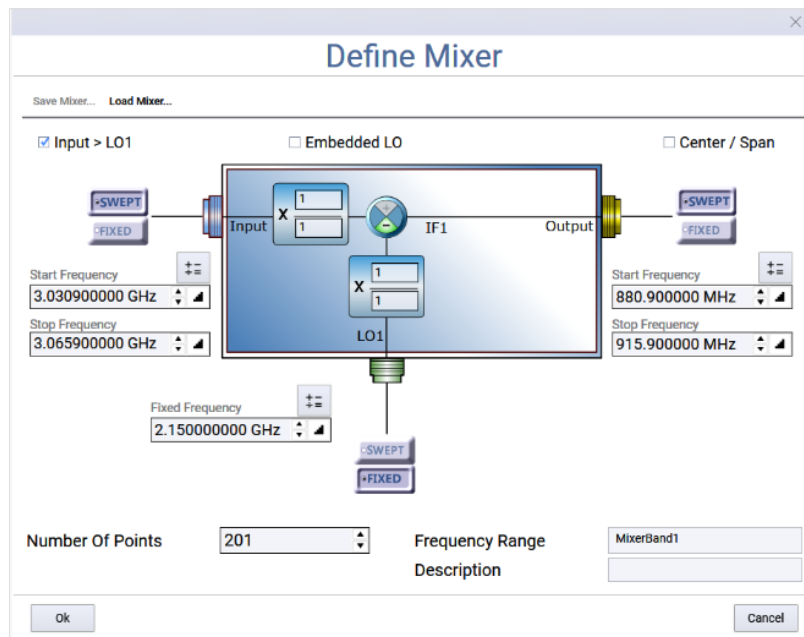 Define Mixer
Save Mixer... Load Mixer...
Input > LO1 Embedded LO Center / Span
SWEPT
FIXED
Input
X
1
1
IF1
Output
SWEPT
FIXED
Start Frequency
3.030900000 GHz
Stop Frequency
3.065900000 GHz
X
1
1
LO1
Start Frequency
880.900000 MHz
Stop Frequency
915.900000 MHz
Fixed Frequency
2.150000000 GHz
SWEPT
FIXED
Number Of Points 201
Frequency Range MixerBand1
Description
Ok Cancel